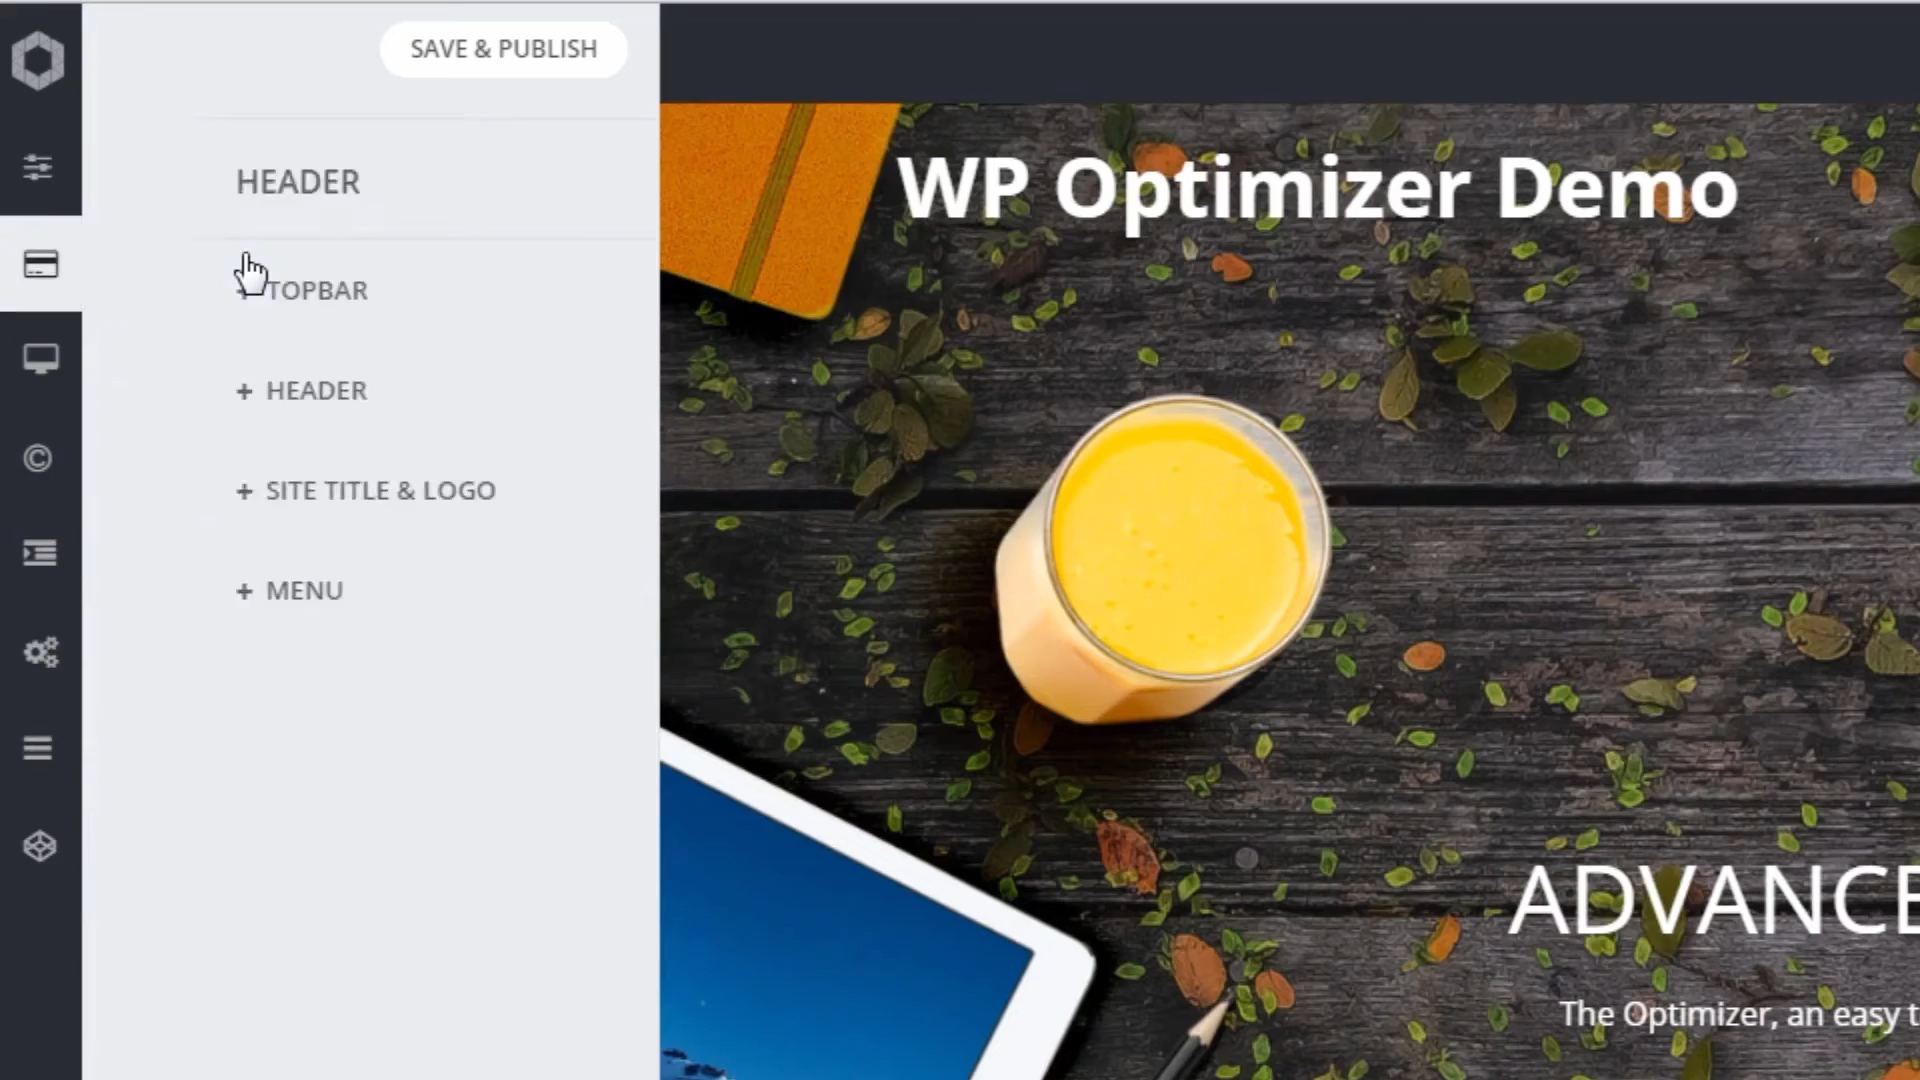 SAVE & PUBLISH
HEADER
TOPBAR
+ HEADER
+ SITE TITLE & LOGO
+ MENU
WP Optimizer Demo
ADVANCE
The Optimizer, an easy t